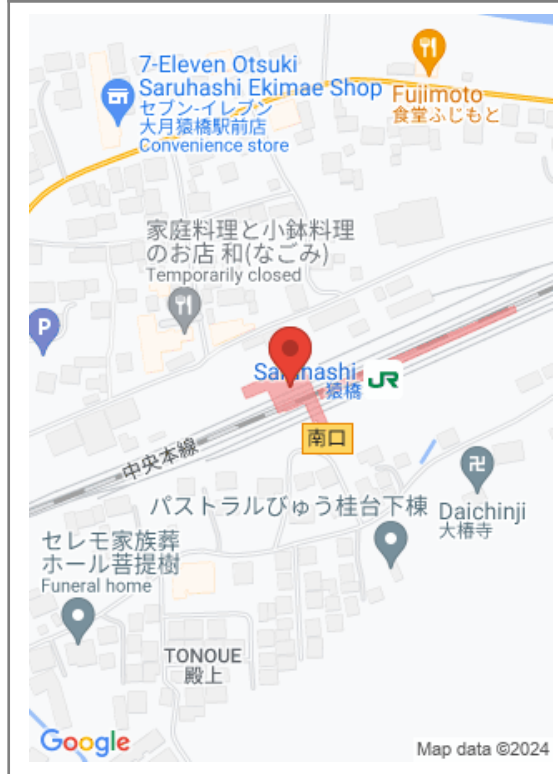 7-Eleven Otsuki
Saruhashi Ekimae Shop
セブン-イレブン
大月猿橋駅前店
Convenience store
Fujimoto
食堂ふじもと
家庭料理と小鉢料理
のお店 和(なごみ)
Temporarily closed
P
Saruhashi
猿橋
JR
南口
中央本線
卍
パストラルびゅう桂台下棟
Daichinji
大椿寺
セレモ家族葬
ホール菩提樹
Funeral home
TONOUE
殿上
Google
Map data ©2024